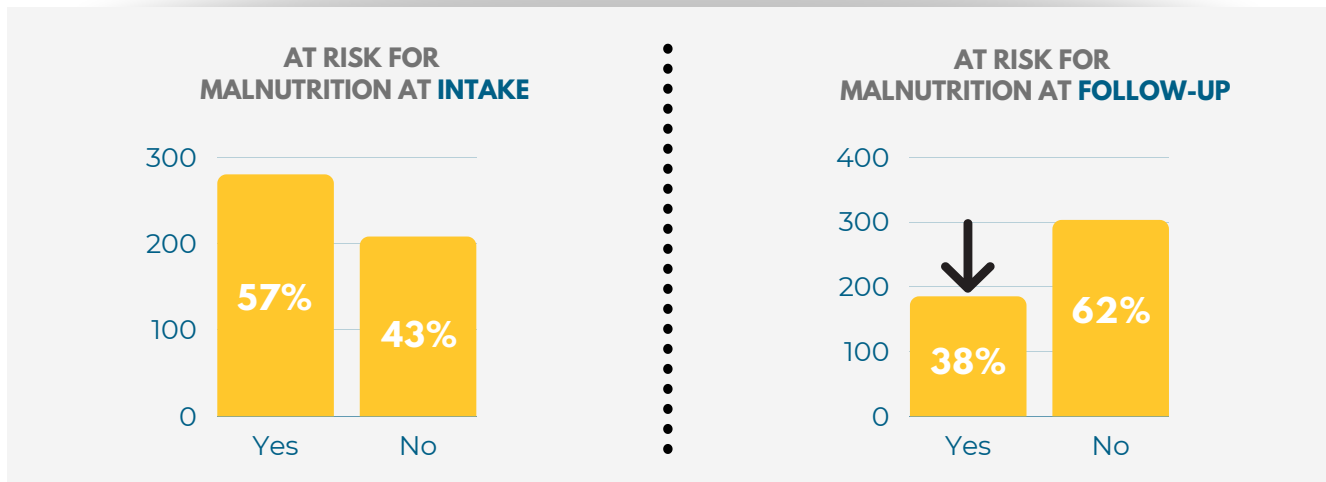 AT RISK FOR
MALNUTRITION AT INTAKE
300
200
100
0
57%
43%
Yes
No
AT RISK FOR
MALNUTRITION AT FOLLOW-UP
400
300
200
100
0
38%
62%
Yes
No